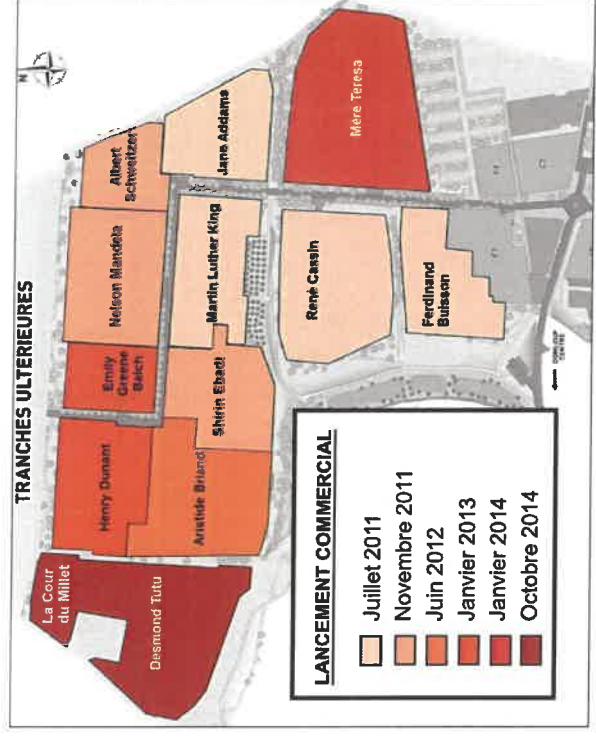 TRANCHES ULTERIEURES
N
La Cour
du Millet
Desmond Tutu
Henry Dunant
Emily
Greene
Balch
Nelson Mandela
Albert
Schweitzer
Aristide Briand
Shirin Ebadi
Martin Luther King
Jane Addams
René Cassin
Mère Teresa
Ferdinand
Buisson
DOMLOUP
CENTRE
LANCEMENT COMMERCIAL
Juillet 2011
Novembre 2011
Juin 2012
Janvier 2013
Janvier 2014
Octobre 2014